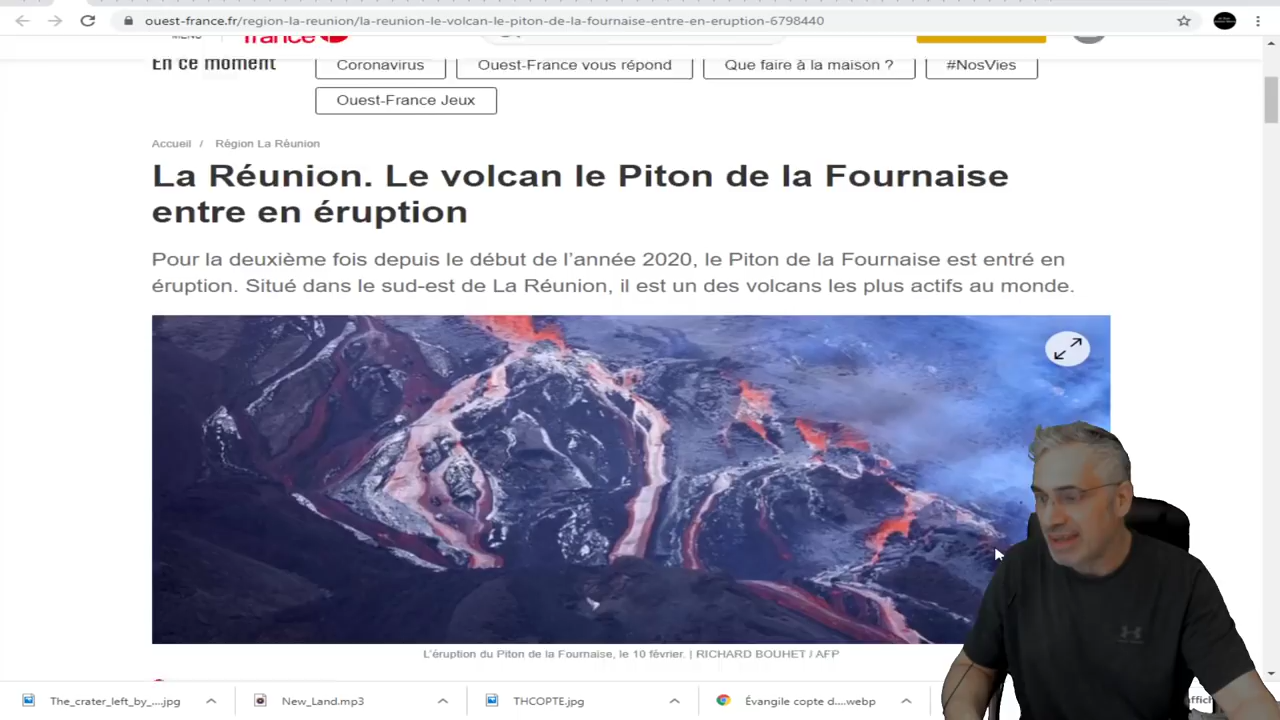 ouest-france.fr/region-la-reunion/la-reunion-le-volcan-le-piton-de-la-fournaise-entre-en-eruption-6798440
MENU
france
En ce moment
Coronavirus
Ouest-France vous répond
Que faire à la maison ?
#NosVies
Ouest-France Jeux
Accueil / Région La Réunion
La Réunion. Le volcan le Piton de la Fournaise
entre en éruption
Pour la deuxième fois depuis le début de l’année 2020, le Piton de la Fournaise est entré en
éruption. Situé dans le sud-est de La Réunion, il est un des volcans les plus actifs au monde.
L’éruption du Piton de la Fournaise, le 10 février. | RICHARD BOUHET / AFP
The_crater_left_by_....jpg
New_Land.mp3
THCOPTE.jpg
Évangile copte d....webp